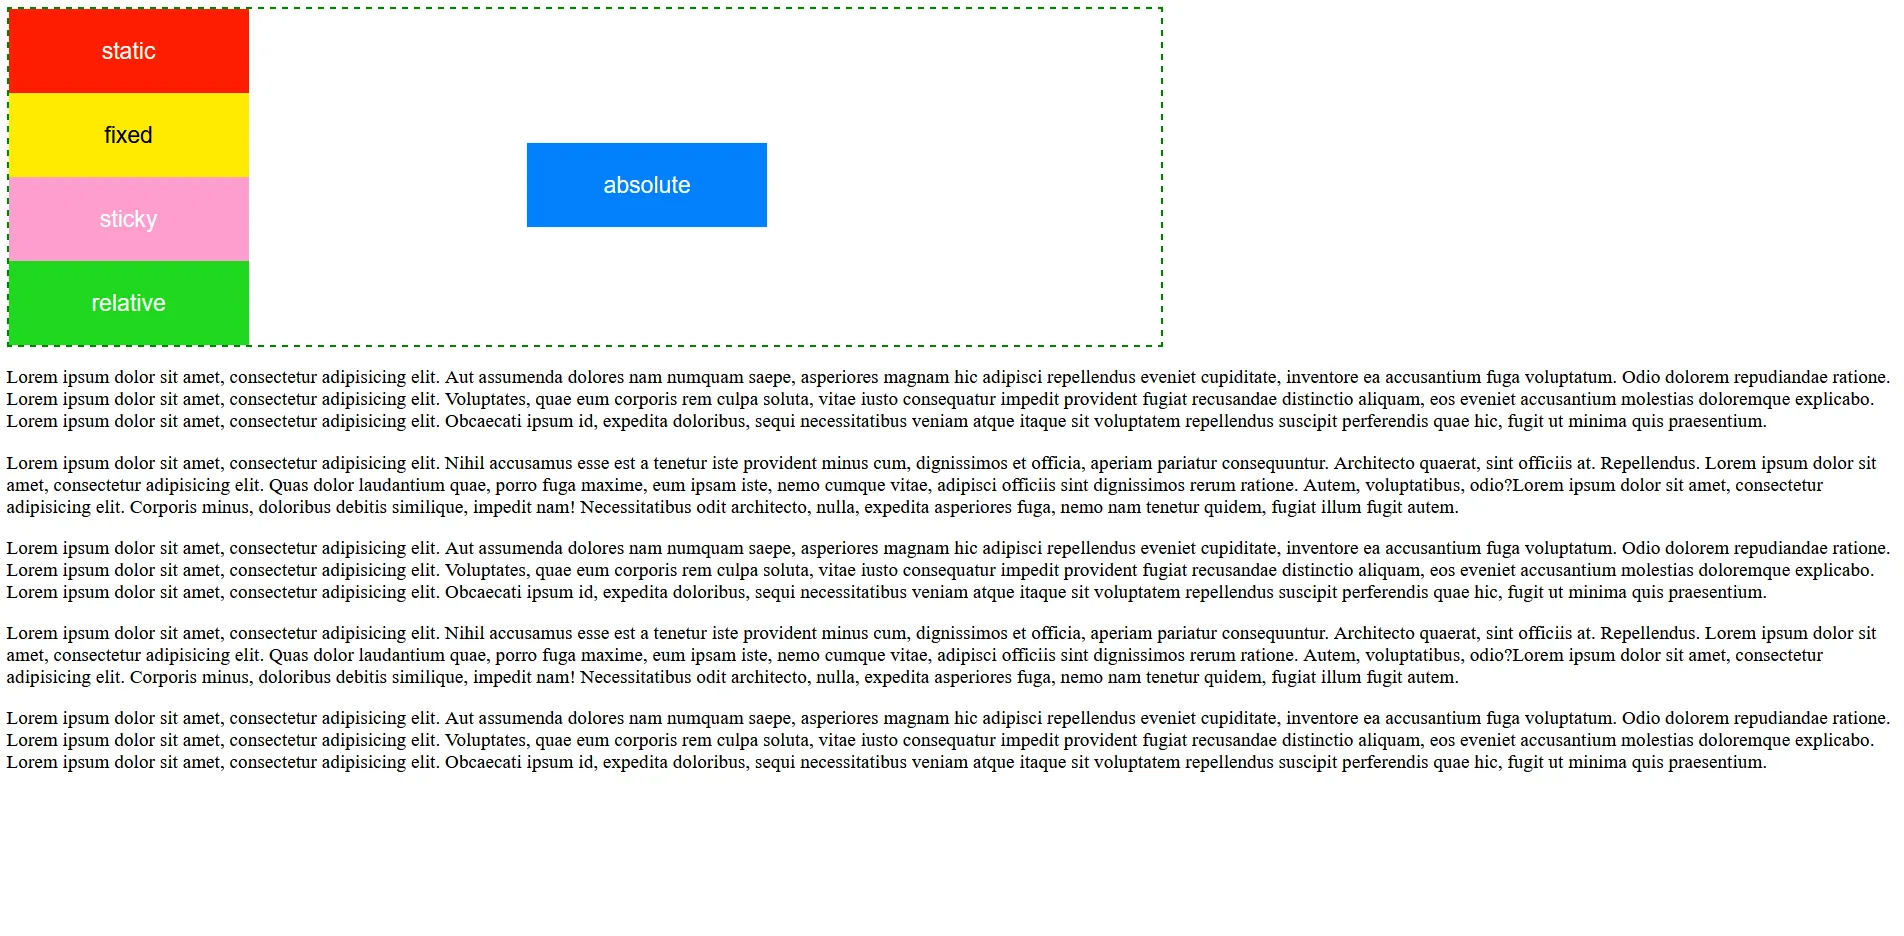 static
fixed
absolute
sticky
relative
Lorem ipsum dolor sit amet, consectetur adipisicing elit. Aut assumenda dolores nam numquam saepe, asperiores magnam hic adipisci repellendus eveniet cupiditate, inventore ea accusantium fuga voluptatum. Odio dolorem repudiandae ratione.
Lorem ipsum dolor sit amet, consectetur adipisicing elit. Voluptates, quae eum corporis rem culpa soluta, vitae iusto consequatur impedit provident fugiat recusandae distinctio aliquam, eos eveniet accusantium molestias doloremque explicabo.
Lorem ipsum dolor sit amet, consectetur adipisicing elit. Obcaecati ipsum id, expedita doloribus, sequi necessitatibus veniam atque itaque sit voluptatem repellendus suscipit perferendis quae hic, fugit ut minima quis praesentium.
Lorem ipsum dolor sit amet, consectetur adipisicing elit. Nihil accusamus esse est a tenetur iste provident minus cum, dignissimos et officia, aperiam pariatur consequuntur. Architecto quaerat, sint officiis at. Repellendus. Lorem ipsum dolor sit
amet, consectetur adipisicing elit. Quas dolor laudantium quae, porro fuga maxime, eum ipsam iste, nemo cumque vitae, adipisci officiis sint dignissimos rerum ratione. Autem, voluptatibus, odio?Lorem ipsum dolor sit amet, consectetur
adipisicing elit. Corporis minus, doloribus debitis similique, impedit nam! Necessitatibus odit architecto, nulla, expedita asperiores fuga, nemo nam tenetur quidem, fugiat illum fugit autem.
Lorem ipsum dolor sit amet, consectetur adipisicing elit. Aut assumenda dolores nam numquam saepe, asperiores magnam hic adipisci repellendus eveniet cupiditate, inventore ea accusantium fuga voluptatum. Odio dolorem repudiandae ratione.
Lorem ipsum dolor sit amet, consectetur adipisicing elit. Voluptates, quae eum corporis rem culpa soluta, vitae iusto consequatur impedit provident fugiat recusandae distinctio aliquam, eos eveniet accusantium molestias doloremque explicabo.
Lorem ipsum dolor sit amet, consectetur adipisicing elit. Obcaecati ipsum id, expedita doloribus, sequi necessitatibus veniam atque itaque sit voluptatem repellendus suscipit perferendis quae hic, fugit ut minima quis praesentium.
Lorem ipsum dolor sit amet, consectetur adipisicing elit. Nihil accusamus esse est a tenetur iste provident minus cum, dignissimos et officia, aperiam pariatur consequuntur. Architecto quaerat, sint officiis at. Repellendus. Lorem ipsum dolor sit
amet, consectetur adipisicing elit. Quas dolor laudantium quae, porro fuga maxime, eum ipsam iste, nemo cumque vitae, adipisci officiis sint dignissimos rerum ratione. Autem, voluptatibus, odio?Lorem ipsum dolor sit amet, consectetur
adipisicing elit. Corporis minus, doloribus debitis similique, impedit nam! Necessitatibus odit architecto, nulla, expedita asperiores fuga, nemo nam tenetur quidem, fugiat illum fugit autem.
Lorem ipsum dolor sit amet, consectetur adipisicing elit. Aut assumenda dolores nam numquam saepe, asperiores magnam hic adipisci repellendus eveniet cupiditate, inventore ea accusantium fuga voluptatum. Odio dolorem repudiandae ratione.
Lorem ipsum dolor sit amet, consectetur adipisicing elit. Voluptates, quae eum corporis rem culpa soluta, vitae iusto consequatur impedit provident fugiat recusandae distinctio aliquam, eos eveniet accusantium molestias doloremque explicabo.
Lorem ipsum dolor sit amet, consectetur adipisicing elit. Obcaecati ipsum id, expedita doloribus, sequi necessitatibus veniam atque itaque sit voluptatem repellendus suscipit perferendis quae hic, fugit ut minima quis praesentium.